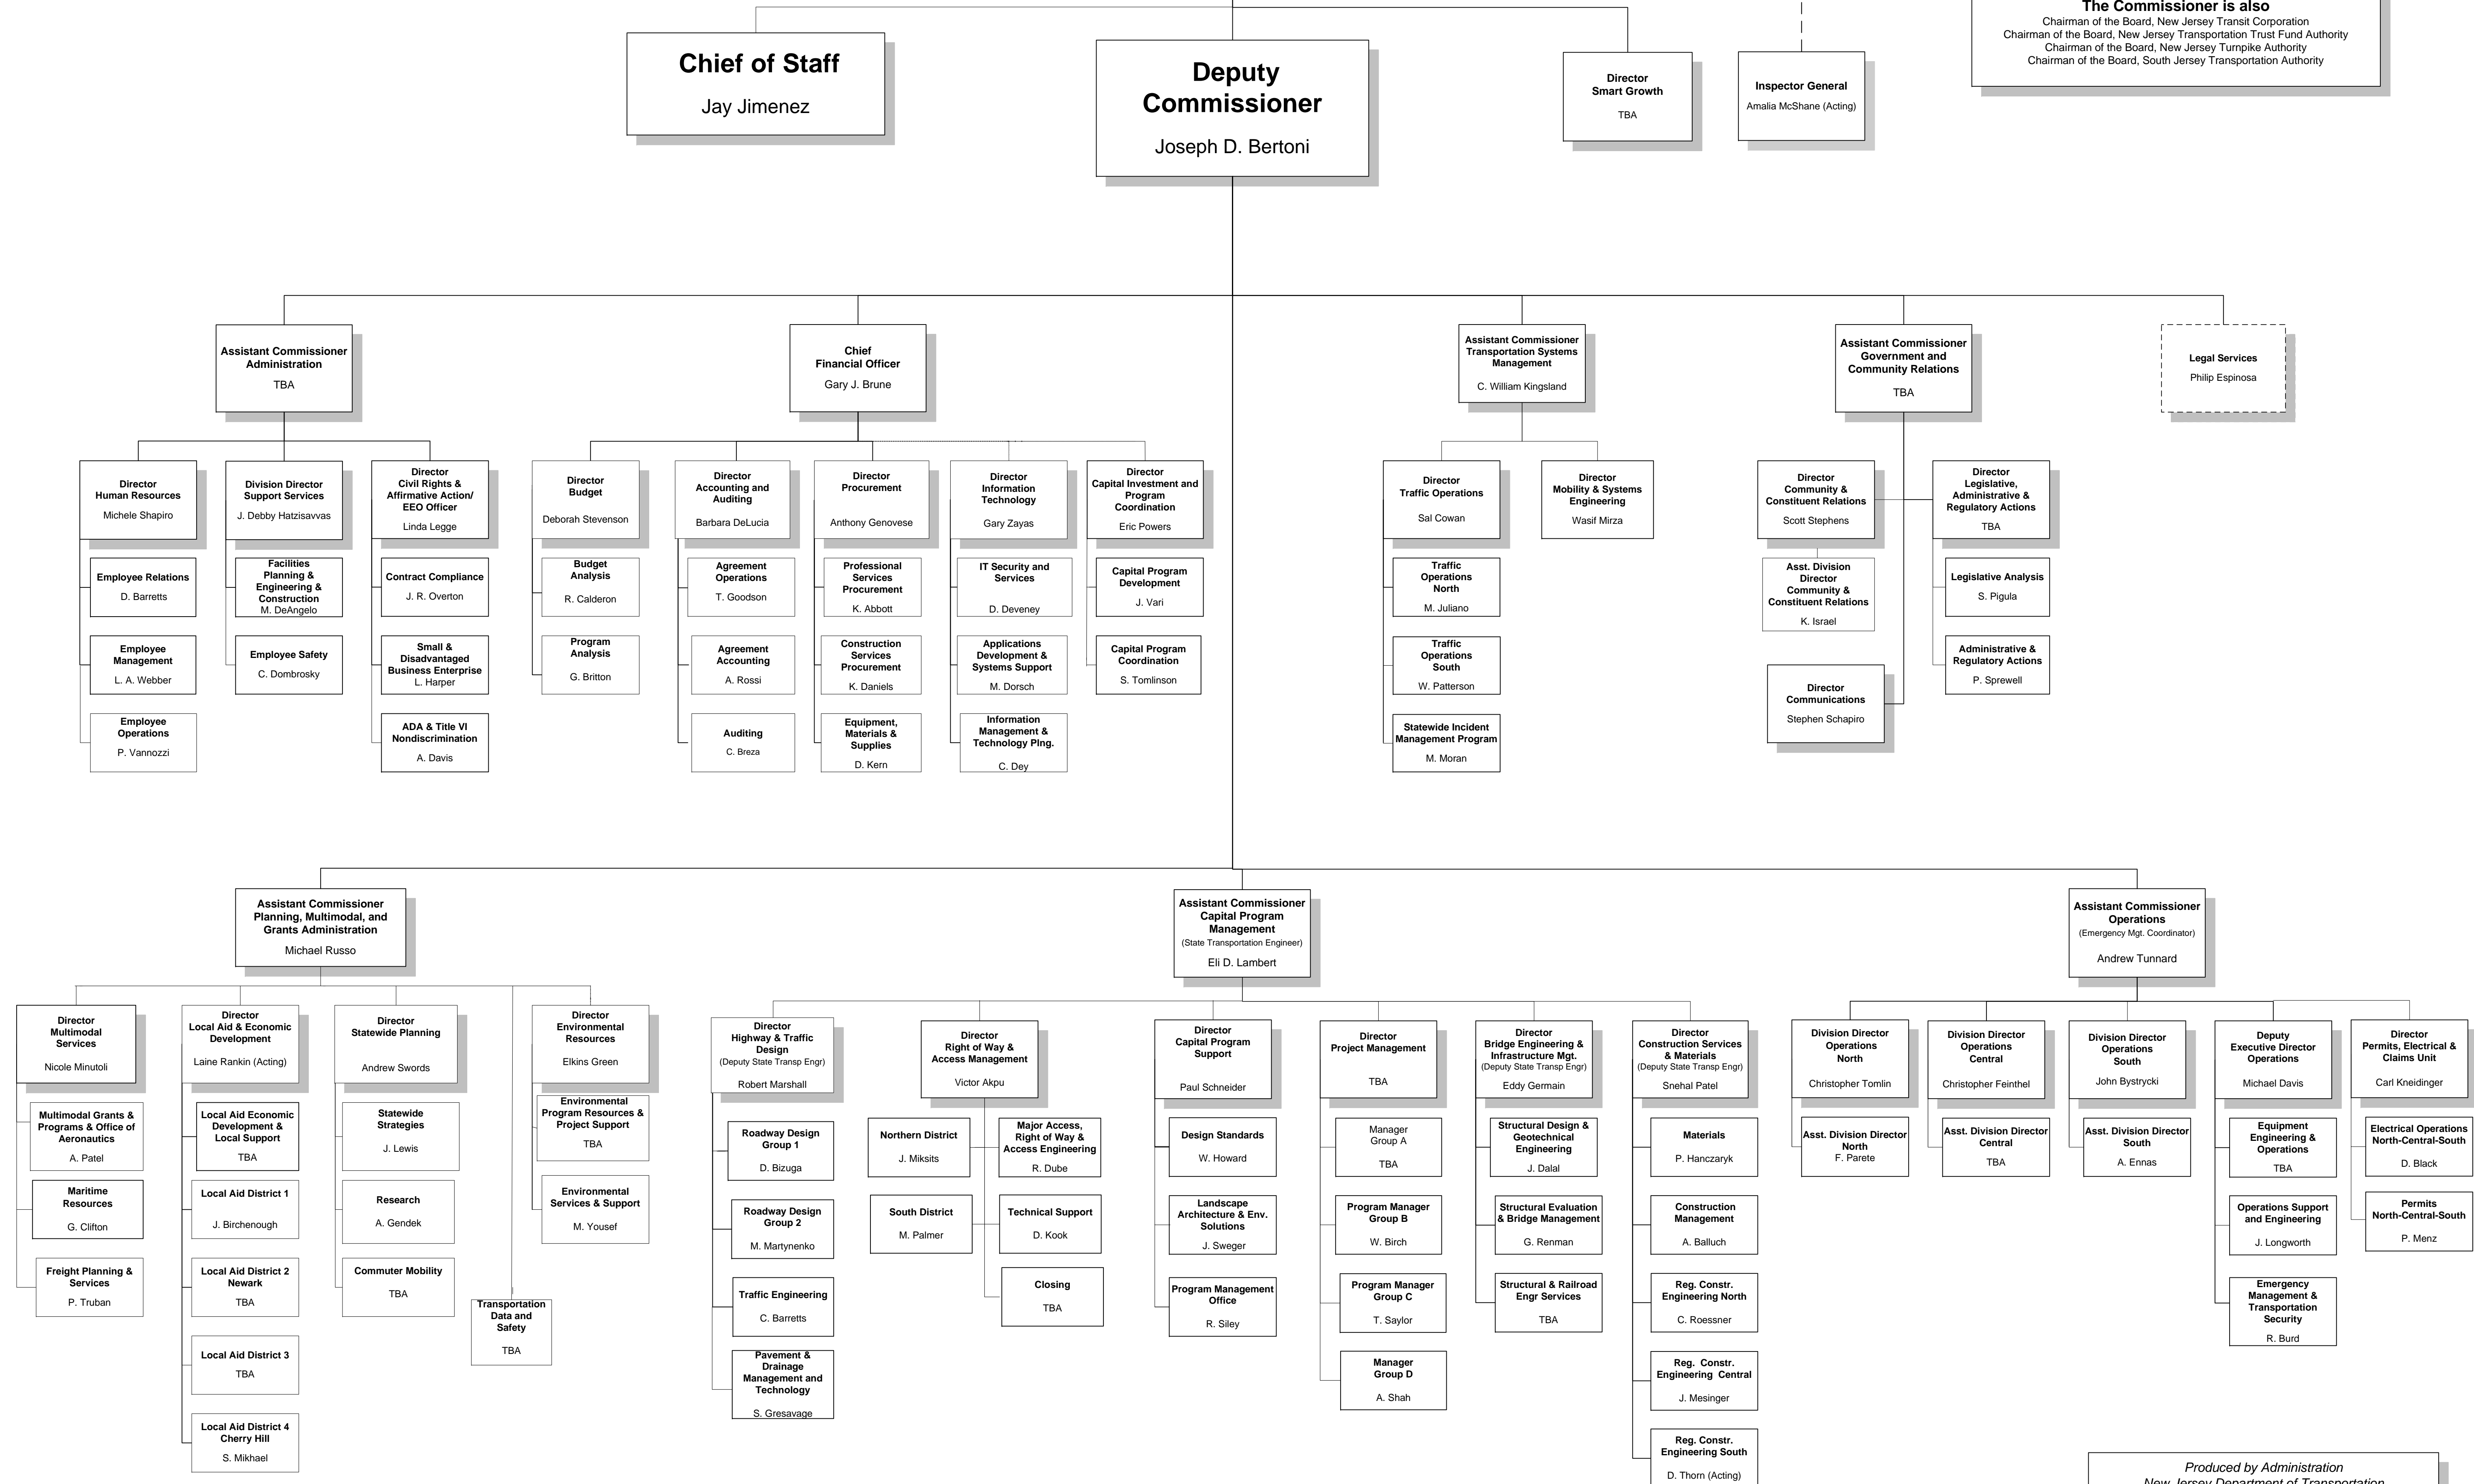 The Commissioner is also
Chairman of the Board, New Jersey Transit Corporation
Chairman of the Board, New Jersey Transportation Trust Fund Authority
Chairman of the Board, New Jersey Turnpike Authority
Chairman of the Board, South Jersey Transportation Authority
Chief of Staff
Jay Jimenez
Deputy
Commissioner
Joseph D. Bertoni
Director
Smart Growth
TBA
Inspector General
Amalia McShane (Acting)
Assistant Commissioner
Administration
TBA
Chief
Financial Officer
Gary J. Brune
Assistant Commissioner
Transportation Systems
Management
C. William Kingsland
Assistant Commissioner
Government and
Community Relations
TBA
Legal Services
Philip Espinosa
Director
Human Resources
Michele Shapiro
Division Director
Support Services
J. Debby Hatzisavvas
Director
Civil Rights &
Affirmative Action/
EEO Officer
Linda Legge
Director
Budget
Deborah Stevenson
Director
Accounting and
Auditing
Barbara DeLucia
Director
Procurement
Anthony Genovese
Director
Information
Technology
Gary Zayas
Director
Capital Investment and
Program
Coordination
Eric Powers
Director
Traffic Operations
Sal Cowan
Director
Mobility & Systems
Engineering
Wasif Mirza
Director
Community &
Constituent Relations
Scott Stephens
Director
Legislative,
Administrative &
Regulatory Actions
TBA
Employee Relations
D. Barretts
Facilities
Planning &
Engineering &
Construction
M. DeAngelo
Contract Compliance
J. R. Overton
Budget
Analysis
R. Calderon
Agreement
Operations
T. Goodson
Professional
Services
Procurement
K. Abbott
IT Security and
Services
D. Deveney
Capital Program
Development
J. Vari
Traffic
Operations
North
M. Juliano
Asst. Division
Director
Community &
Constituent Relations
K. Israel
Legislative Analysis
S. Pigula
Employee
Management
L. A. Webber
Employee Safety
C. Dombrosky
Small &
Disadvantaged
Business Enterprise
L. Harper
Program
Analysis
G. Britton
Agreement
Accounting
A. Rossi
Construction
Services
Procurement
K. Daniels
Applications
Development &
Systems Support
M. Dorsch
Capital Program
Coordination
S. Tomlinson
Traffic
Operations
South
W. Patterson
Director
Communications
Stephen Schapiro
Administrative &
Regulatory Actions
P. Sprewell
Employee
Operations
P. Vannozzi
ADA & Title VI
Nondiscrimination
A. Davis
Auditing
C. Breza
Equipment,
Materials &
Supplies
D. Kern
Information
Management &
Technology Plng.
C. Dey
Statewide Incident
Management Program
M. Moran
Assistant Commissioner
Planning, Multimodal, and
Grants Administration
Michael Russo
Assistant Commissioner
Capital Program
Management
(State Transportation Engineer)
Eli D. Lambert
Assistant Commissioner
Operations
(Emergency Mgt. Coordinator)
Andrew Tunnard
Director
Multimodal
Services
Nicole Minutoli
Director
Local Aid & Economic
Development
Laine Rankin (Acting)
Director
Statewide Planning
Andrew Swords
Director
Environmental
Resources
Elkins Green
Director
Highway & Traffic
Design
(Deputy State Transp Engr)
Robert Marshall
Director
Right of Way &
Access Management
Victor Akpu
Director
Capital Program
Support
Paul Schneider
Director
Project Management
TBA
Director
Bridge Engineering &
Infrastructure Mgt.
(Deputy State Transp Engr)
Eddy Germain
Director
Construction Services
& Materials
(Deputy State Transp Engr)
Snehal Patel
Division Director
Operations
North
Christopher Tomlin
Division Director
Operations
Central
Christopher Feinthel
Division Director
Operations
South
John Bystrycki
Deputy
Executive Director
Operations
Michael Davis
Director
Permits, Electrical &
Claims Unit
Carl Kneidinger
Multimodal Grants &
Programs & Office of
Aeronautics
A. Patel
Local Aid Economic
Development &
Local Support
TBA
Statewide
Strategies
J. Lewis
Environmental
Program Resources &
Project Support
TBA
Roadway Design
Group 1
D. Bizuga
Northern District
J. Miksits
Major Access,
Right of Way &
Access Engineering
R. Dube
Design Standards
W. Howard
Manager
Group A
TBA
Structural Design &
Geotechnical
Engineering
J. Dalal
Materials
P. Hanczaryk
Asst. Division Director
North
F. Parete
Asst. Division Director
Central
TBA
Asst. Division Director
South
A. Ennas
Equipment
Engineering &
Operations
TBA
Electrical Operations
North-Central-South
D. Black
Maritime
Resources
G. Clifton
Local Aid District 1
J. Birchenough
Research
A. Gendek
Environmental
Services & Support
M. Yousef
Roadway Design
Group 2
M. Martynenko
South District
M. Palmer
Technical Support
D. Kook
Landscape
Architecture & Env.
Solutions
J. Sweger
Program Manager
Group B
W. Birch
Structural Evaluation
& Bridge Management
G. Renman
Construction
Management
A. Balluch
Operations Support
and Engineering
J. Longworth
Permits
North-Central-South
P. Menz
Freight Planning &
Services
P. Truban
Local Aid District 2
Newark
TBA
Commuter Mobility
TBA
Transportation
Data and
Safety
TBA
Traffic Engineering
C. Barretts
Closing
TBA
Program Management
Office
R. Siley
Program Manager
Group C
T. Saylor
Structural & Railroad
Engr Services
TBA
Reg. Constr.
Engineering North
C. Roessner
Emergency
Management &
Transportation
Security
R. Burd
Local Aid District 3
TBA
Pavement &
Drainage
Management and
Technology
S. Gresavage
Manager
Group D
A. Shah
Reg. Constr.
Engineering Central
J. Mesinger
Local Aid District 4
Cherry Hill
S. Mikhael
Reg. Constr.
Engineering South
D. Thorn (Acting)
Produced by Administration
New Jersey Department of Transportation